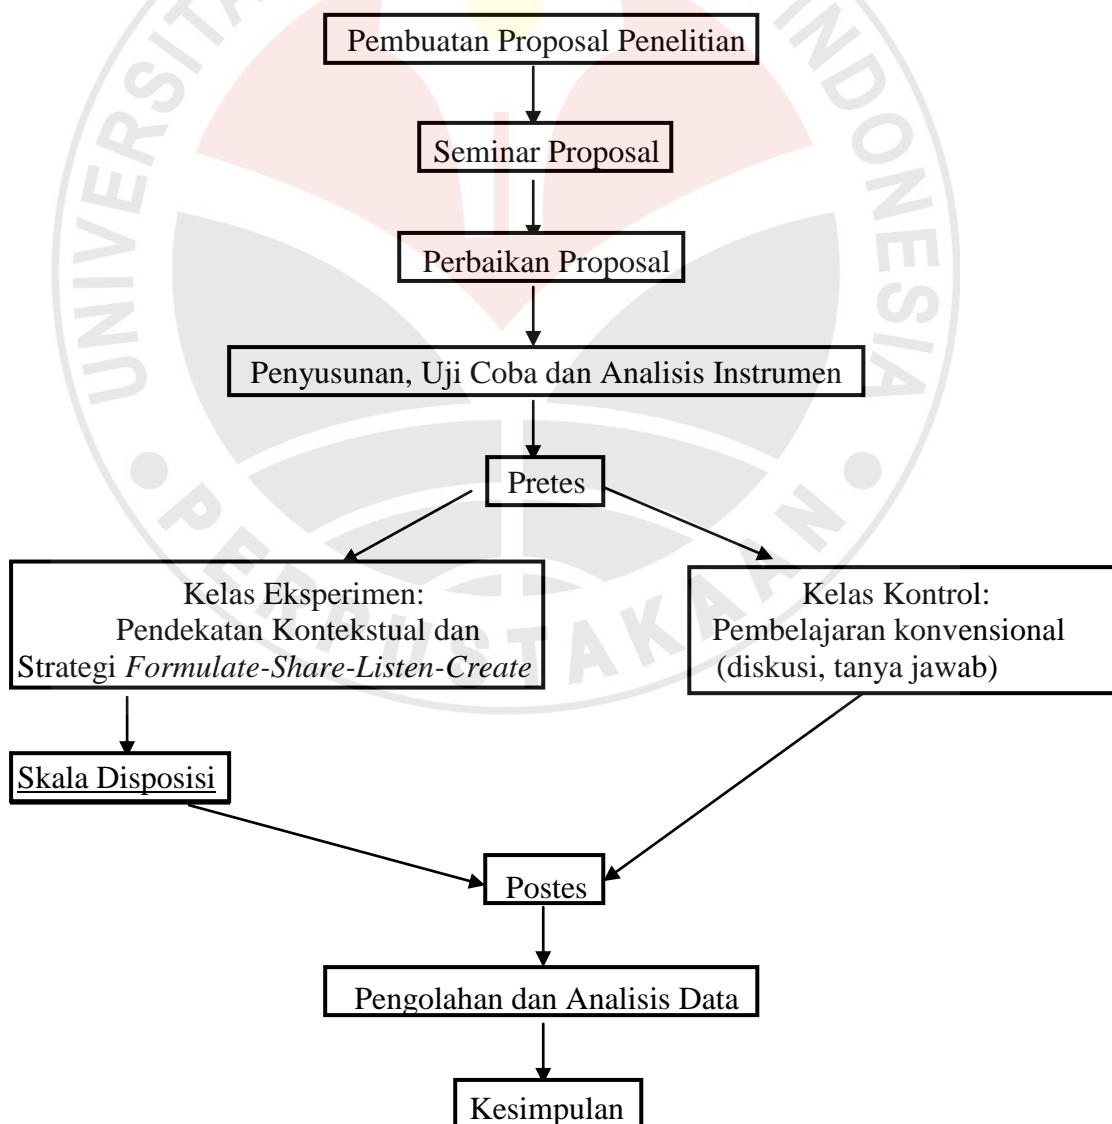 Pembuatan Proposal Penelitian
Seminar Proposal
Perbaikan Proposal
Penyusunan, Uji Coba dan Analisis Instrumen
Pretes
Kelas Eksperimen:
Pendekatan Kontekstual dan
Strategi Formulate-Share-Listen-Create
Kelas Kontrol:
Pembelajaran konvensional
(diskusi, tanya jawab)
Skala Disposisi
Postes
Pengolahan dan Analisis Data
Kesimpulan
INDONESIA
PERPUSTAKAAN